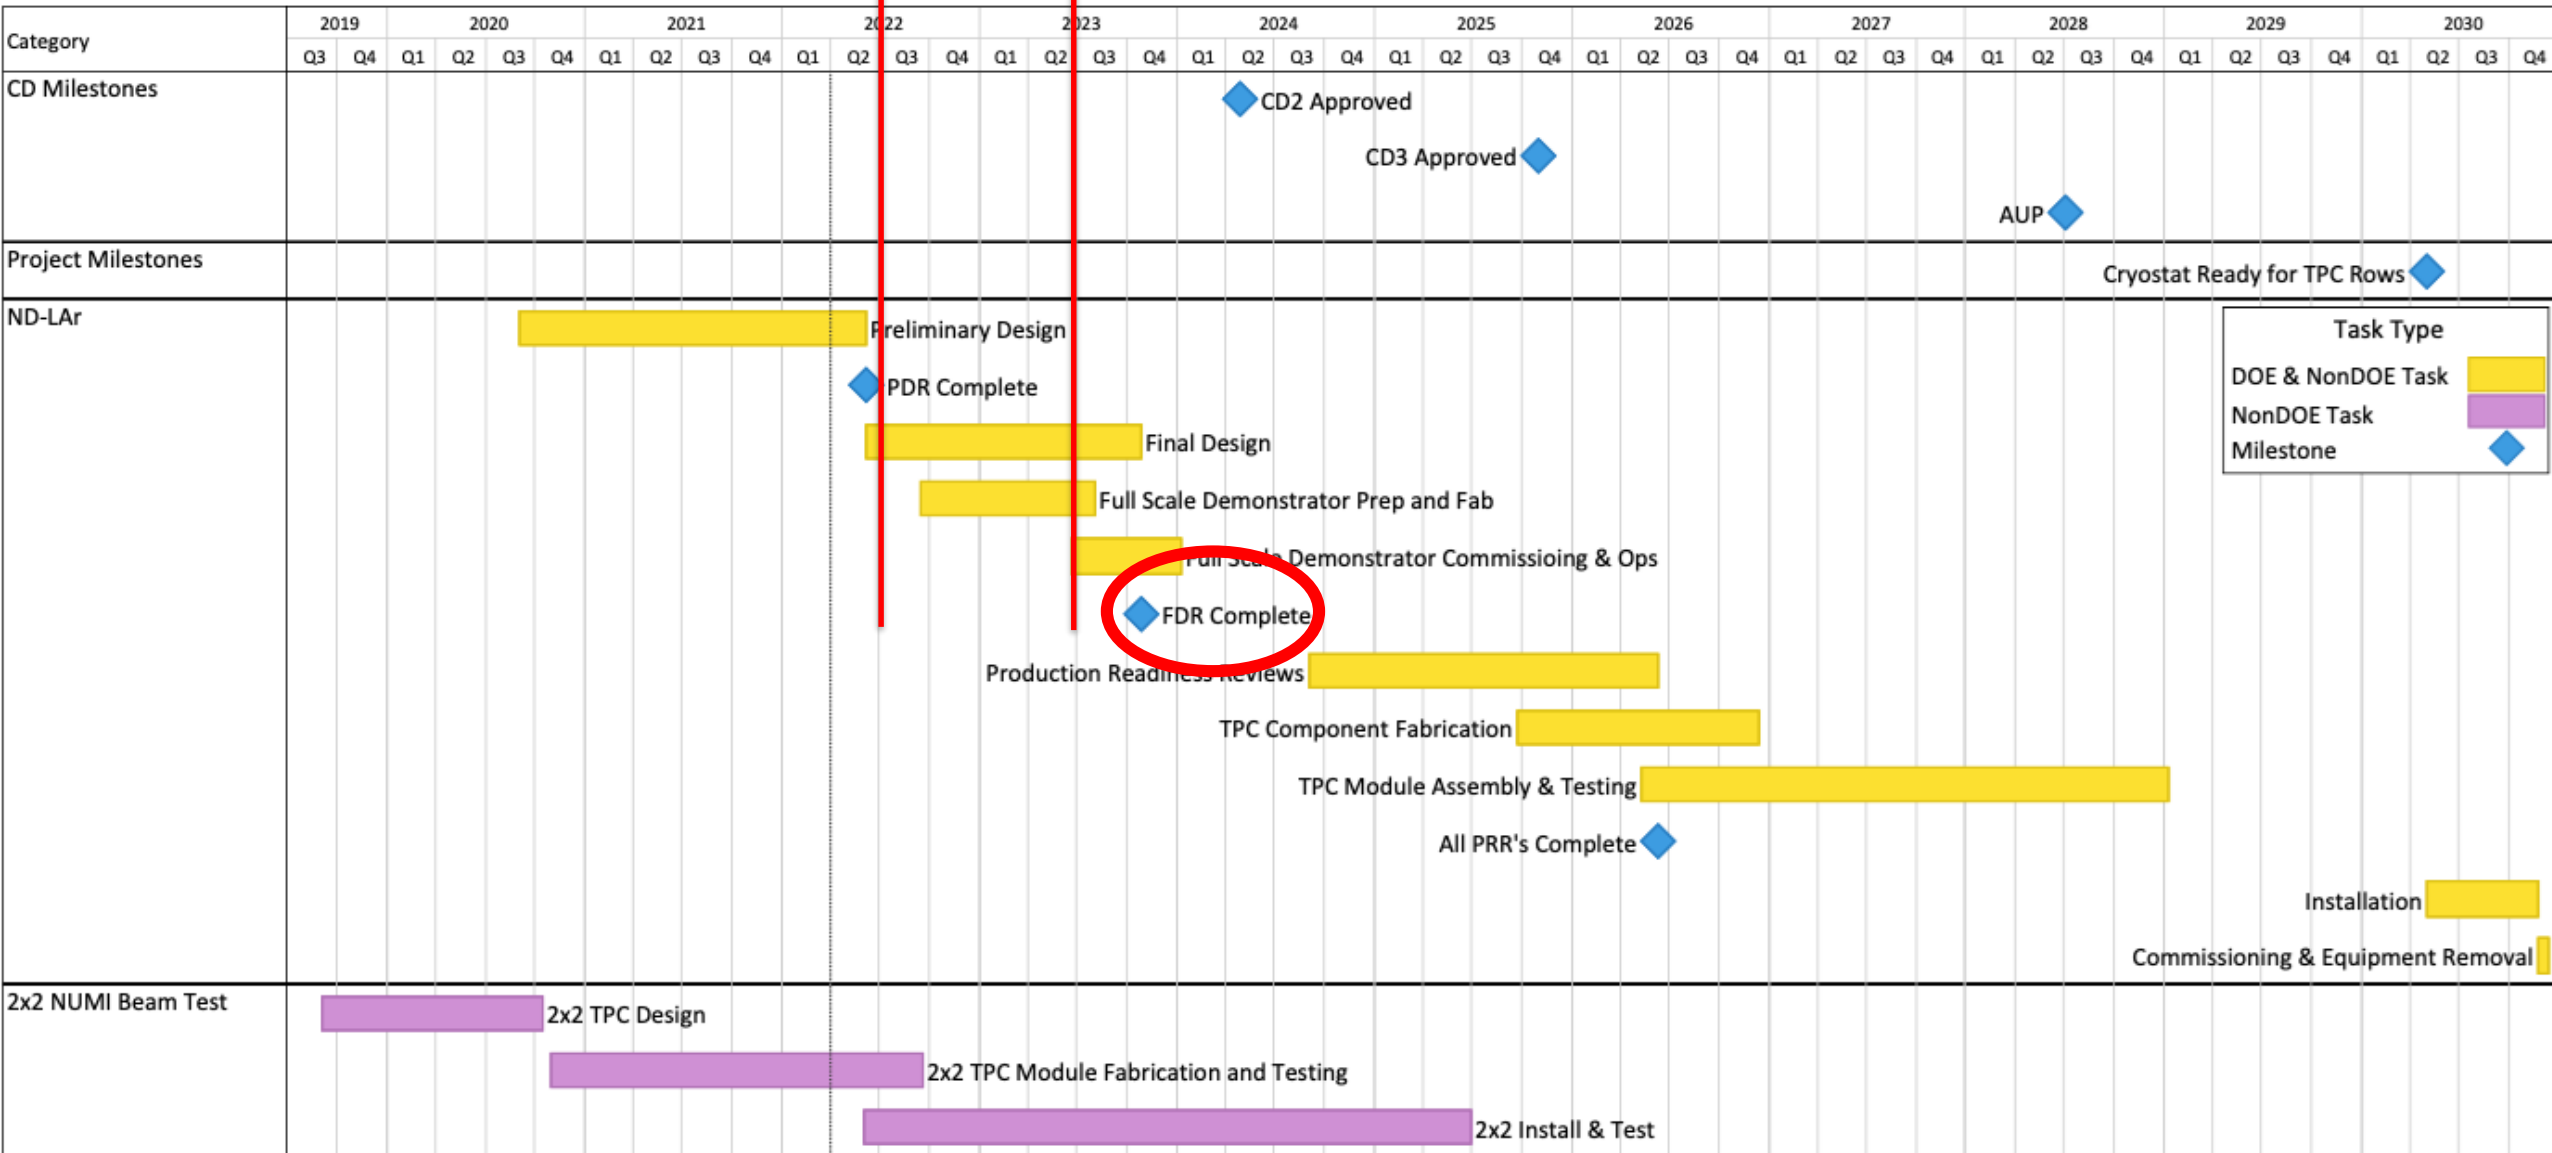 2019 2020 2021 2022 2023 2024 2025 2026 2027 2028 2029 2030
Category
Q3 Q4 Q1 Q2 Q3 Q4 Q1 Q2 Q3 Q4 Q1 Q2 Q3 Q4 Q1 Q2 Q3 Q4 Q1 Q2 Q3 Q4 Q1 Q2 Q3 Q4 Q1 Q2 Q3 Q4 Q1 Q2 Q3 Q4 Q1 Q2 Q3 Q4 Q1 Q2 Q3 Q4 Q1 Q2 Q3 Q4
CD Milestones
CD2 Approved
CD3 Approved
AUP
Project Milestones
Cryostat Ready for TPC Rows
ND-LAr
Preliminary Design
PDR Complete
Final Design
Full Scale Demonstrator Prep and Fab
Full Scale Demonstrator Commissioing & Ops
FDR Complete
Production Readiness Reviews
TPC Component Fabrication
TPC Module Assembly & Testing
All PRR's Complete
Installation
Commissioning & Equipment Removal
Task Type
DOE & NonDOE Task
NonDOE Task
Milestone
2x2 NUMI Beam Test
2x2 TPC Design
2x2 TPC Module Fabrication and Testing
2x2 Install & Test